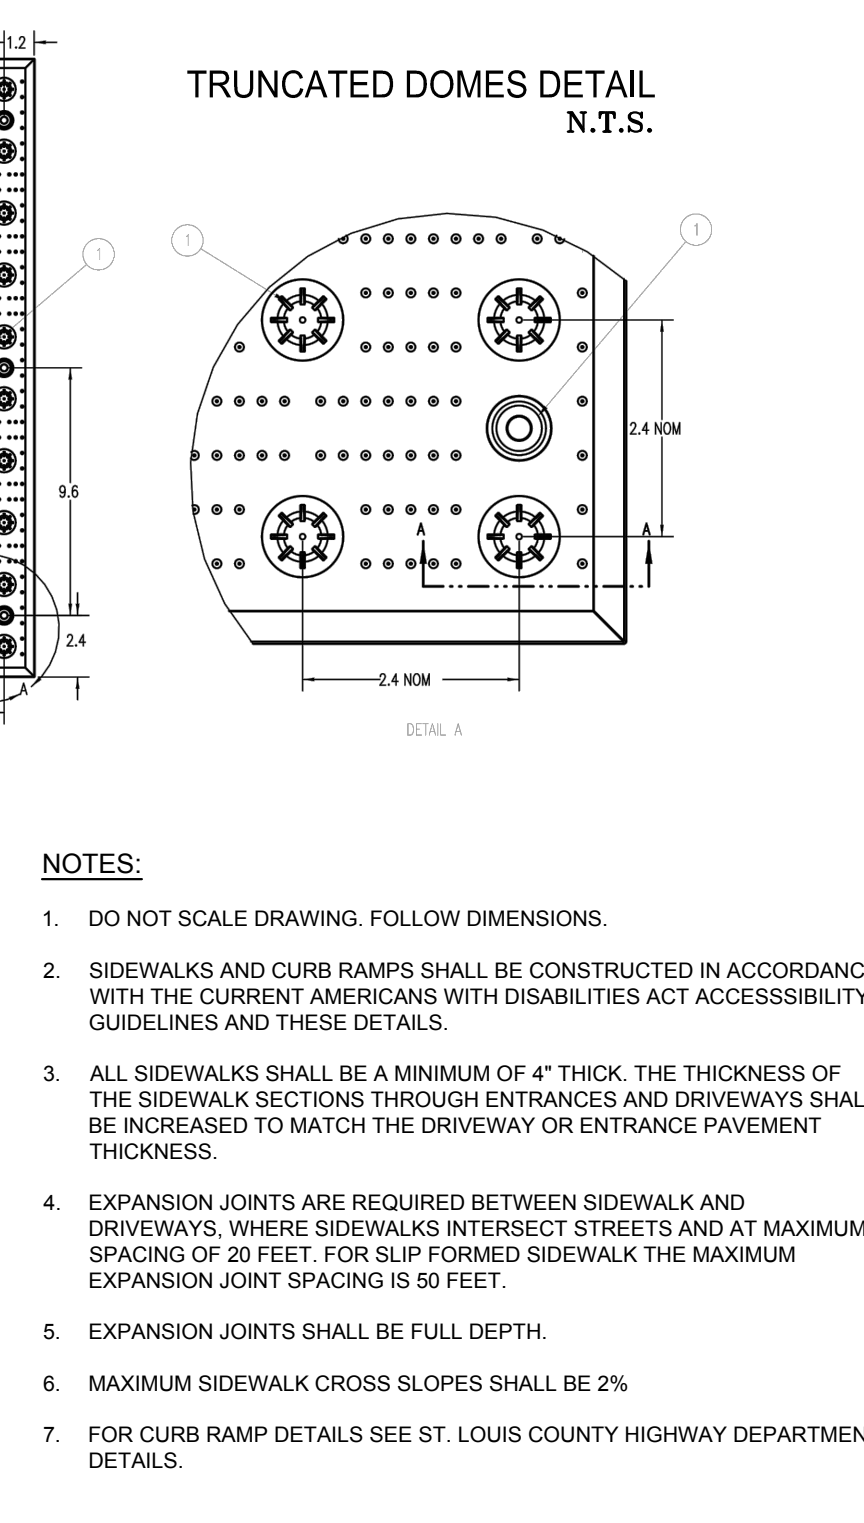 1.2
TRUNCATED DOMES DETAIL
N.T.S.
1
1
1
2.4 NOM
9.6
A
A
2.4
2.4 NOM
A
DETAIL A
NOTES:
1. DO NOT SCALE DRAWING. FOLLOW DIMENSIONS.
2. SIDEWALKS AND CURB RAMPS SHALL BE CONSTRUCTED IN ACCORDANC
WITH THE CURRENT AMERICANS WITH DISABILITIES ACT ACCESSSIBILITY
GUIDELINES AND THESE DETAILS.
3. ALL SIDEWALKS SHALL BE A MINIMUM OF 4" THICK. THE THICKNESS OF
THE SIDEWALK SECTIONS THROUGH ENTRANCES AND DRIVEWAYS SHAL
BE INCREASED TO MATCH THE DRIVEWAY OR ENTRANCE PAVEMENT
THICKNESS.
4. EXPANSION JOINTS ARE REQUIRED BETWEEN SIDEWALK AND
DRIVEWAYS, WHERE SIDEWALKS INTERSECT STREETS AND AT MAXIMUM
SPACING OF 20 FEET. FOR SLIP FORMED SIDEWALK THE MAXIMUM
EXPANSION JOINT SPACING IS 50 FEET.
5. EXPANSION JOINTS SHALL BE FULL DEPTH.
6. MAXIMUM SIDEWALK CROSS SLOPES SHALL BE 2%
7. FOR CURB RAMP DETAILS SEE ST. LOUIS COUNTY HIGHWAY DEPARTMEN
DETAILS.